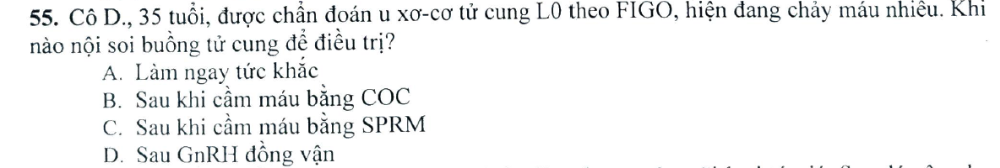 55. Cô D., 35 tuổi, được chẩn đoán u xơ-cơ tử cung L0 theo FIGO, hiện đang chảy máu nhiều. Khi
nào nội soi buồng tử cung để điều trị?
A. Làm ngay tức khắc
B. Sau khi cầm máu bằng COC
C. Sau khi cầm máu bằng SPRM
D. Sau GnRH đồng vận